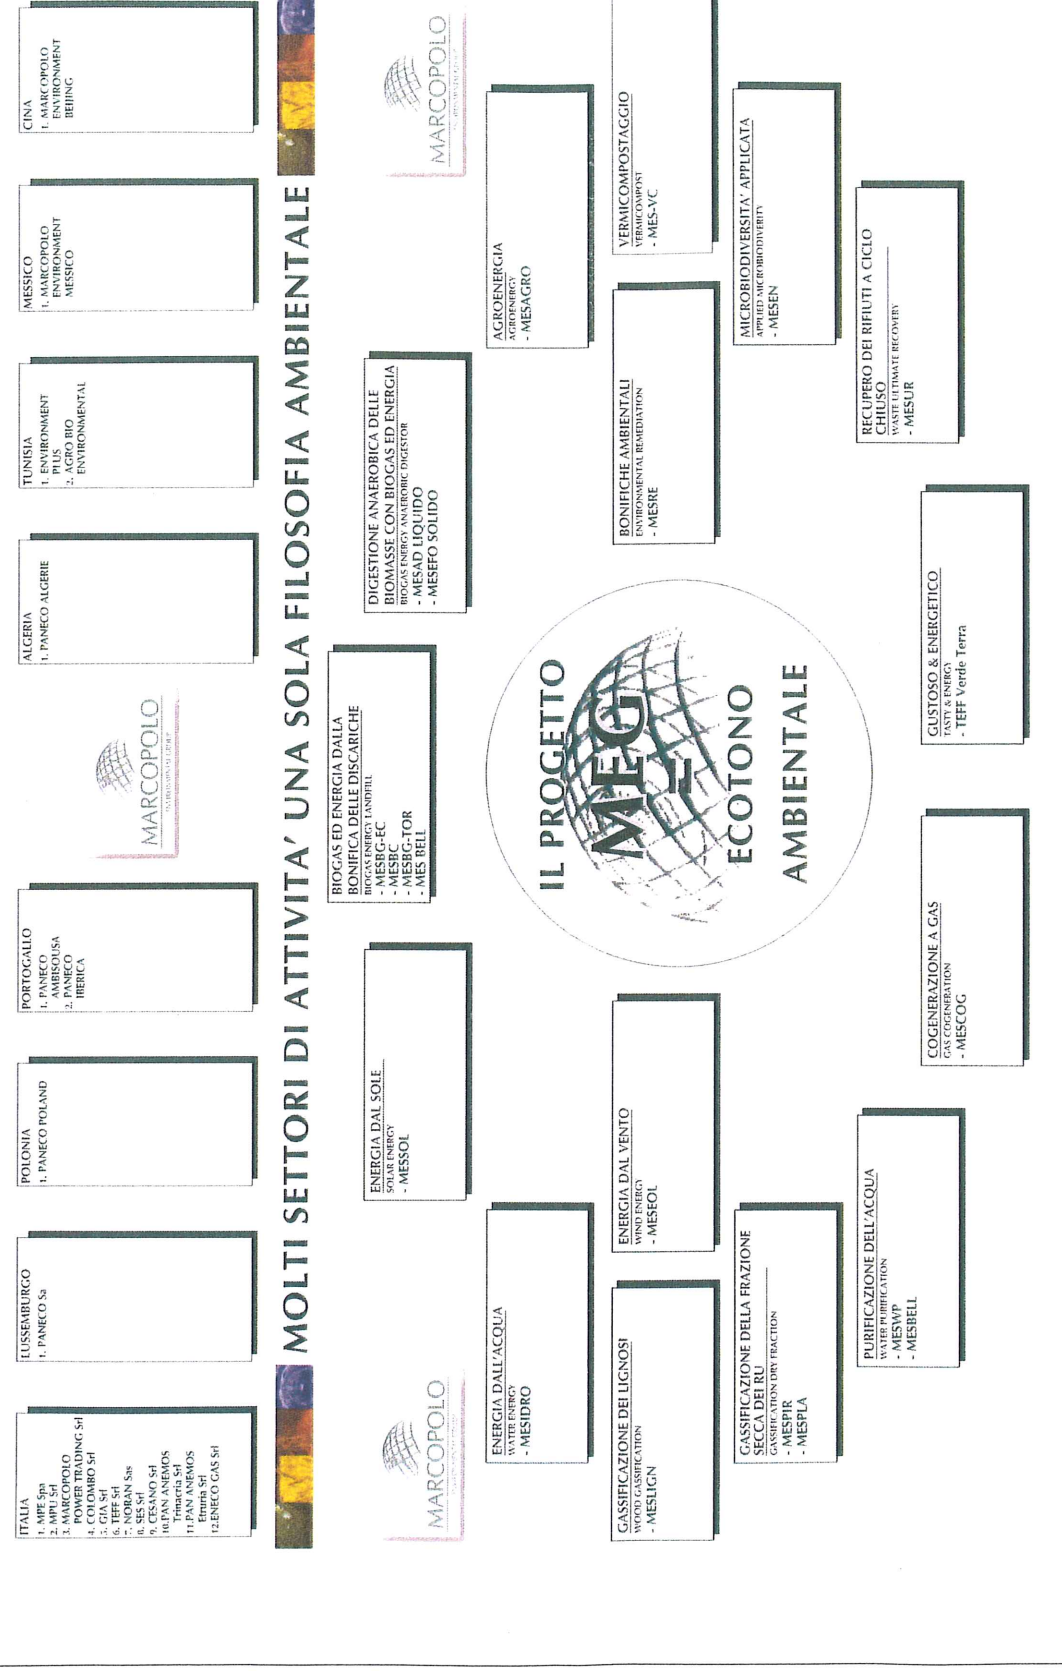 ITALIA
1. MPE Spa
2. MPU Srl
3. MARCOPOLO
POWER TRADING Srl
4. COLOMBO Srl
5. GIA Srl
6. TEFF Srl
7. NORAN Sas
8. SES Srl
9. CESANO Srl
10.PAN ANEMOS
Trinacria Srl
11.PAN ANEMOS
Etruria Srl
12.ENECO GAS Srl
LUSSEMBURGO
1. PANECO Sa
POLONIA
1. PANECO POLAND
PORTOGALLO
1. PANECO
AMBISOUSA
2. PANECO
IBERICA
MARCOPOLO
ENVIRONMENTAL GROUP
ALGERIA
1. PANECO ALGERIE
TUNISIA
1. ENVIRONMENT
PLUS
2. AGRO BIO
ENVIRONMENTAL
MESSICO
1. MARCOPOLO
ENVIRONMENT
MESSICO
CINA
1. MARCOPOLO
ENVIRONMENT
BEIJING
MOLTI SETTORI DI ATTIVITA' UNA SOLA FILOSOFIA AMBIENTALE
MARCOPOLO
MARCOPOLO
BIOGAS ED ENERGIA DALLA
BONIFICA DELLE DISCARICHE
BIOGAS ENERGY LANDFILL
- MESBG-EC
- MESBC
- MESBG-TOR
- MES BELL
ENERGIA DAL SOLE
SOLAR ENERGY
- MESSOL
DIGESTIONE ANAEROBICA DELLE
BIOMASSE CON BIOGAS ED ENERGIA
BIOGAS ENERGY ANAEROBIC DIGESTOR
- MESAD LIQUIDO
- MESEFO SOLIDO
ENERGIA DALL'ACQUA
WATER ENERGY
- MESIDRO
AGROENERGIA
AGROENERGY
- MESAGRO
IL PROGETTO
MEG
ECOTONO
AMBIENTALE
GASSIFICAZIONE DEI LIGNOSI
WOOD GASSIFICATION
- MESLIGN
ENERGIA DAL VENTO
WIND ENERGY
- MESEOL
BONIFICHE AMBIENTALI
ENVIRONMENTAL REMEDIATION
- MESRE
VERMICOMPOSTAGGIO
VERMICOMPOST
- MES-VC
GASSIFICAZIONE DELLA FRAZIONE
SECCA DEI RU
GASSIFICATION DRY FRACTION
- MESPIR
- MESPLA
MICROBIODIVERSITA' APPLICATA
APPLIED MICROBIODIVERITY
- MESEN
PURIFICAZIONE DELL'ACQUA
WATER PURIFICATION
- MESWP
- MESBELL
RECUPERO DEI RIFIUTI A CICLO
CHIUSO
WASTE ULTIMATE RECOVERY
- MESUR
COGENERAZIONE A GAS
GAS COGENERATION
- MESCOG
GUSTOSO & ENERGETICO
TASTY & ENERGY
- TEFF Verde Terra